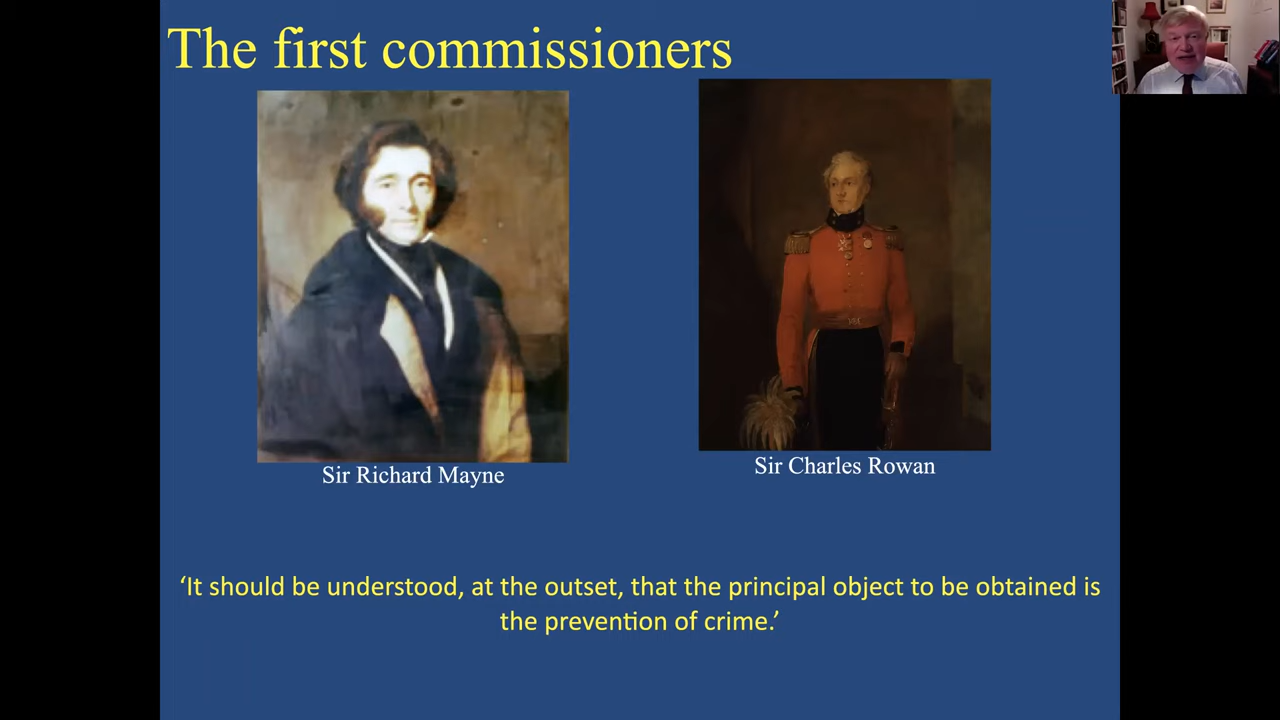 The first commissioners
Sir Richard Mayne
Sir Charles Rowan
‘It should be understood, at the outset, that the principal object to be obtained is
the prevention of crime.’